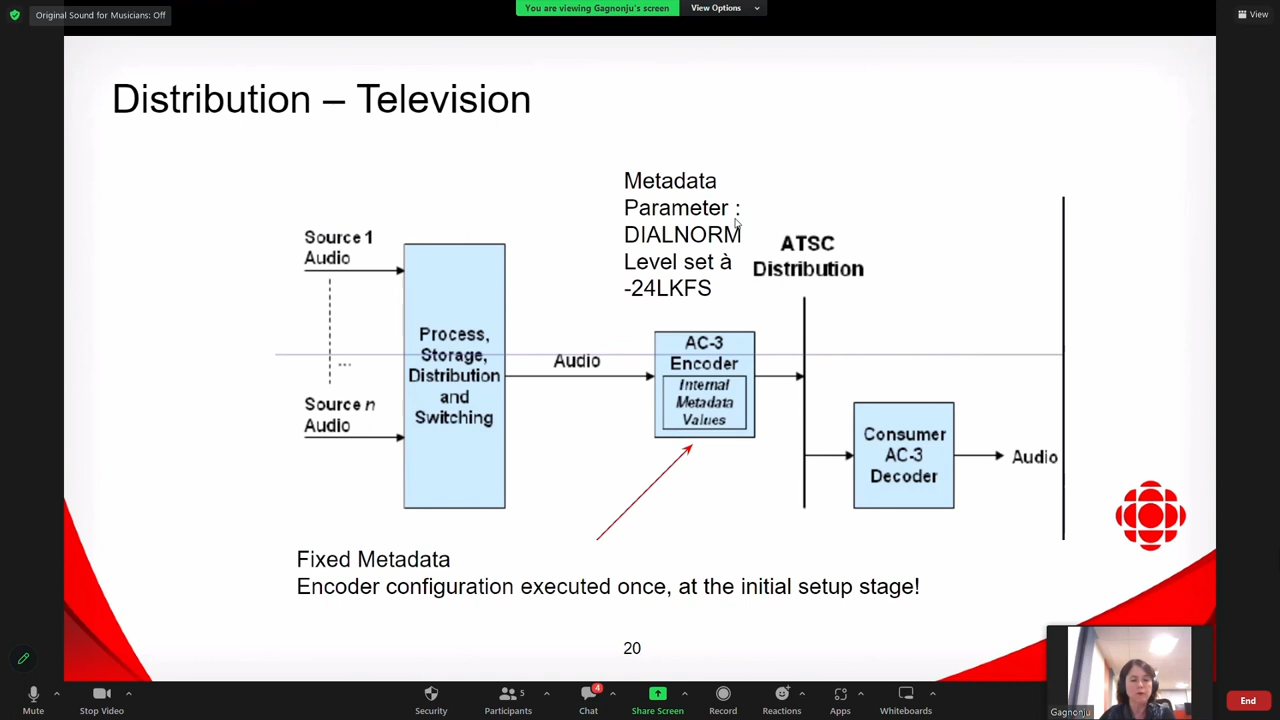 Original Sound for Musicians: Off
You are viewing Gagnonju's screen
View Options
View
Distribution – Television
Metadata
Parameter :
DIALNORM
Level set à
-24LKFS
Source 1
Audio
...
Source n
Audio
Process,
Storage,
Distribution
and
Switching
Audio
AC-3
Encoder
Internal
Metadata
Values
ATSC
Distribution
Consumer
AC-3
Decoder
Audio
Fixed Metadata
Encoder configuration executed once, at the initial setup stage!
20
Gagnonju
Mute
Stop Video
Security
5
Participants
4
Chat
Share Screen
Record
Reactions
Apps
Whiteboards
End